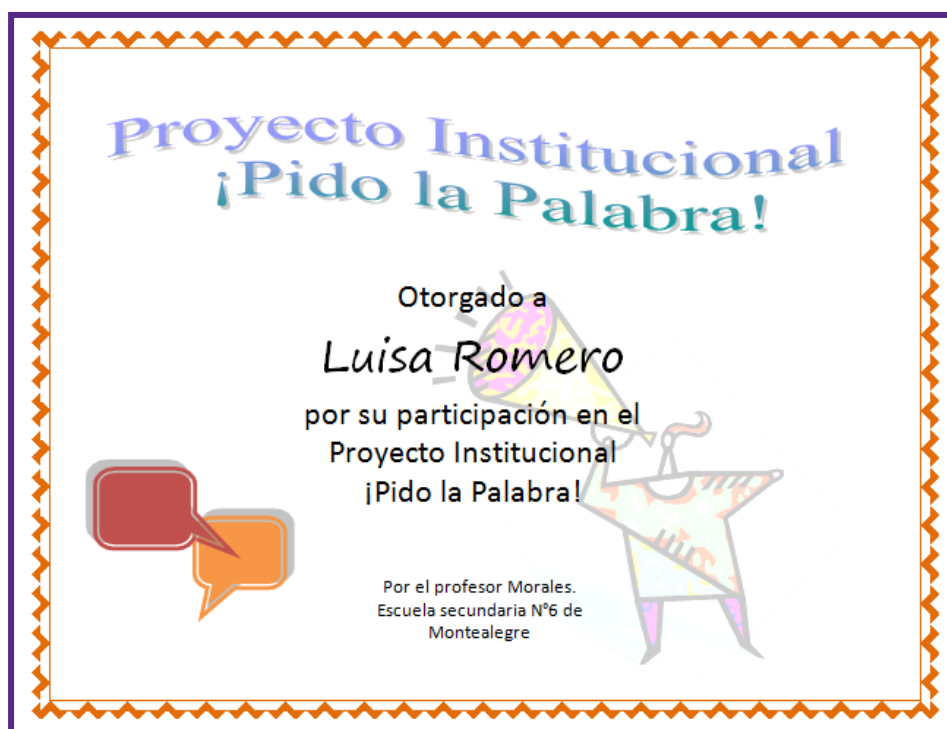 Proyecto Institucional
¡Pido la Palabra!
Otorgado a
Luisa Romero
por su participación en el
Proyecto Institucional
¡Pido la Palabra!
Por el profesor Morales.
Escuela secundaria N°6 de
Montealegre